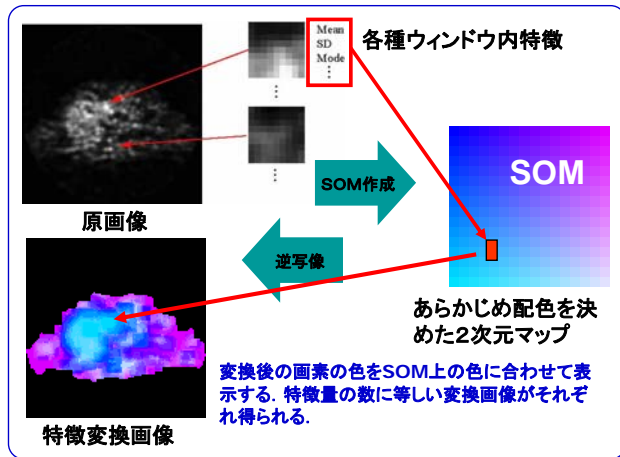 Mean
SD
Mode
⋮
各種ウィンドウ内特徴
⋮
⋮
原画像
SOM作成
SOM
逆写像
あらかじめ配色を決
めた2次元マップ
特徴変換画像
変換後の画素の色をSOM上の色に合わせて表
示する. 特徴量の数に等しい変換画像がそれぞ
れ得られる.